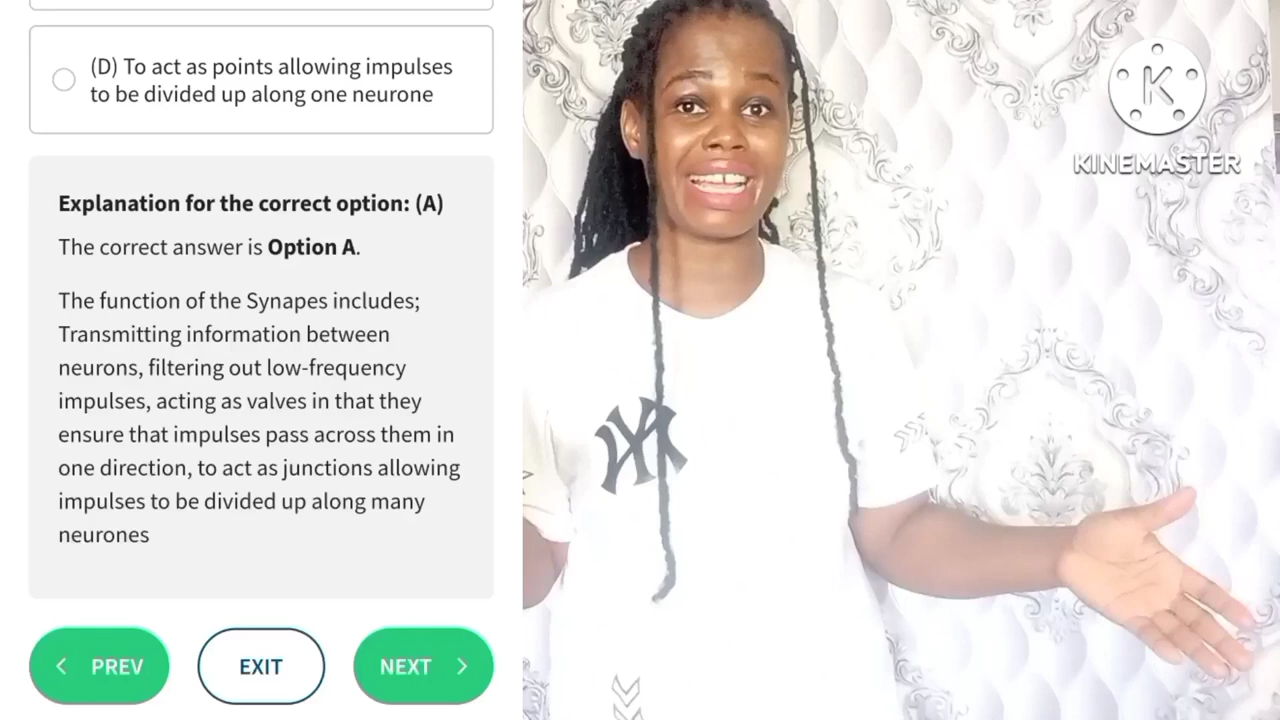 (D) To act as points allowing impulses
to be divided up along one neurone
Explanation for the correct option: (A)
The correct answer is Option A.
The function of the Synapes includes;
Transmitting information between
neurons, filtering out low-frequency
impulses, acting as valves in that they
ensure that impulses pass across them in
one direction, to act as junctions allowing
impulses to be divided up along many
neurones
PREV
EXIT
NEXT
K
KINEMASTER
NY